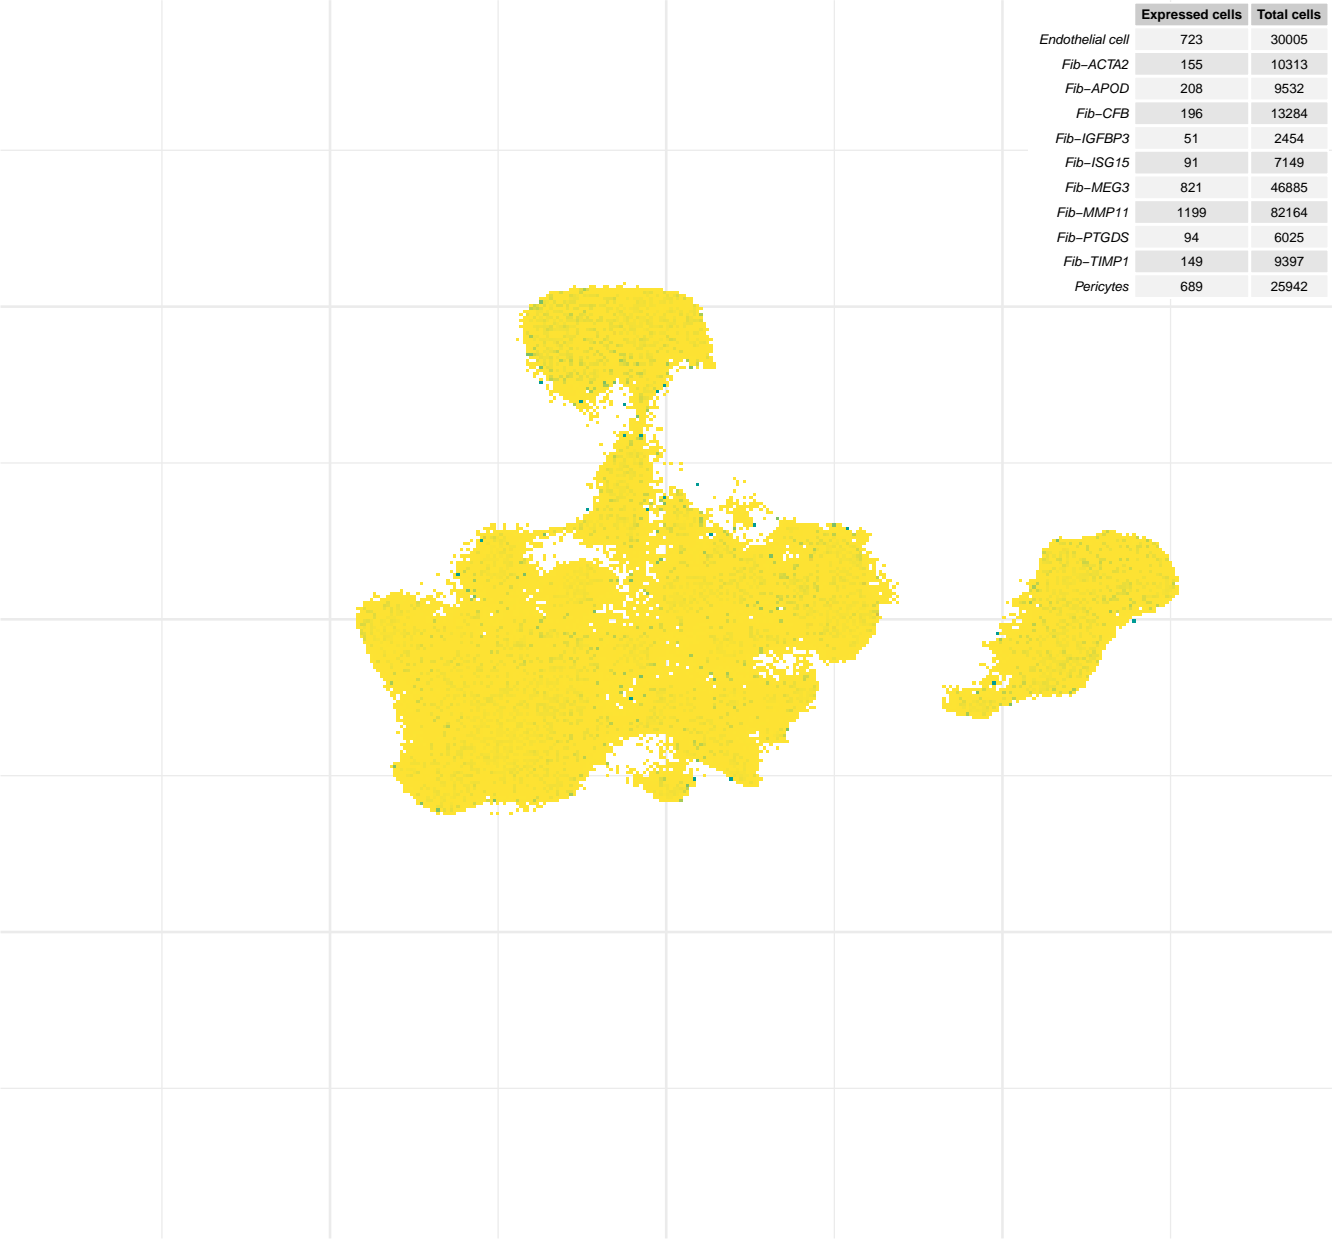 Expressed cells Total cells
Endothelial cell 723 30005
Fib−ACTA2 155 10313
Fib−APOD 208 9532
Fib−CFB 196 13284
Fib−IGFBP3 51 2454
Fib−ISG15 91 7149
Fib−MEG3 821 46885
Fib−MMP11 1199 82164
Fib−PTGDS 94 6025
Fib−TIMP1 149 9397
Pericytes 689 25942